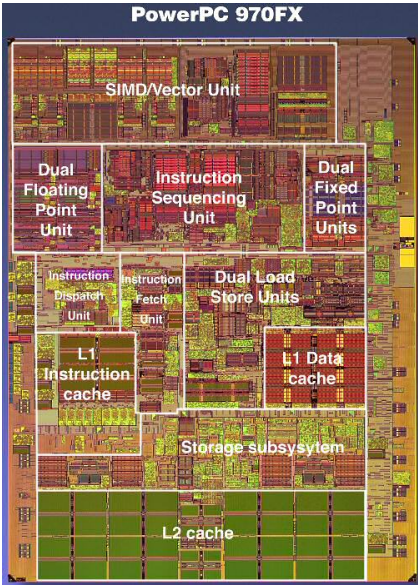 PowerPC 970FX
SIMD/Vector Unit
Dual
Floating
Point
Unit
Instruction
Sequencing
Unit
Dual
Fixed
Point
Units
Instruction
Dispatch
Unit
Instruction
Fetch
Unit
Dual Load
Store Units
L1
Instruction
cache
L1 Data
cache
Storage subsysytem
L2 cache